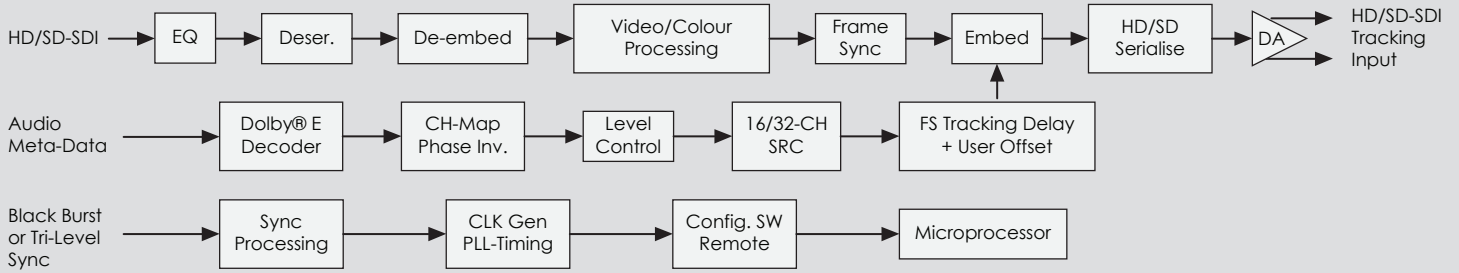 HD/SD-SDI
EQ
Deser.
De-embed
Video/Colour
Processing
Frame
Sync
Embed
HD/SD
Serialise
DA
HD/SD-SDI
Tracking
Input
Audio
Meta-Data
Dolby® E
Decoder
CH-Map
Phase Inv.
Level
Control
16/32-CH
SRC
FS Tracking Delay
+ User Offset
Black Burst
or Tri-Level
Sync
Sync
Processing
CLK Gen
PLL-Timing
Config. SW
Remote
Microprocessor